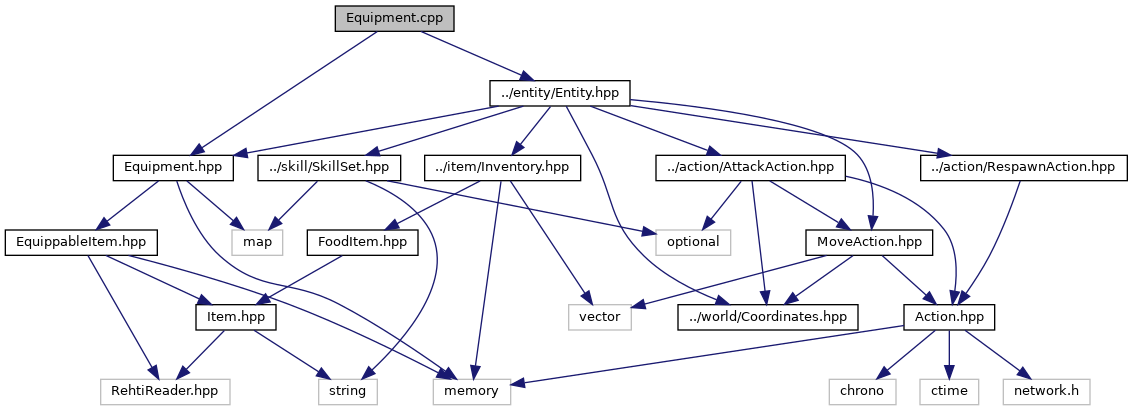 Equipment.cpp
../entity/Entity.hpp
Equipment.hpp
../skill/SkillSet.hpp
../item/Inventory.hpp
../action/AttackAction.hpp
../action/RespawnAction.hpp
EquippableItem.hpp
map
FoodItem.hpp
optional
MoveAction.hpp
Item.hpp
vector
../world/Coordinates.hpp
Action.hpp
RehtiReader.hpp
string
memory
chrono
ctime
network.h